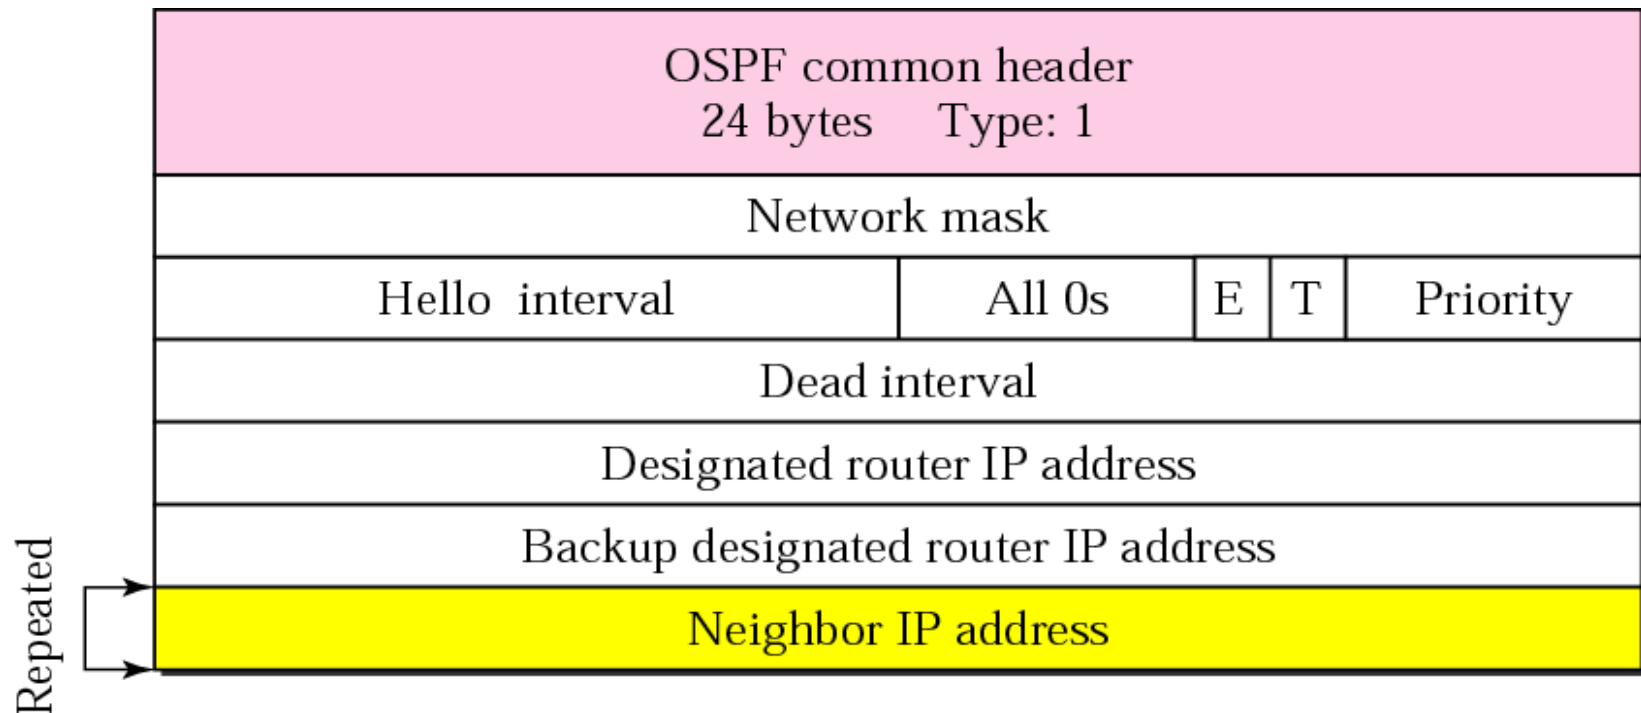 OSPF common header
24 bytes Type: 1
Network mask
Hello interval All 0s E T Priority
Dead interval
Designated router IP address
Backup designated router IP address
Repeated
Neighbor IP address